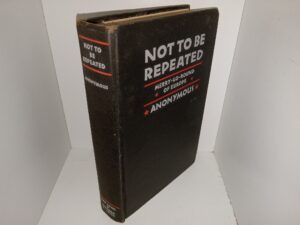 NOT TO BE
REPEATED
ANONYMOUS
NOT TO BE
REPEATED
MERRY-GO-ROUND
OF EUROPE
ANONYMOUS